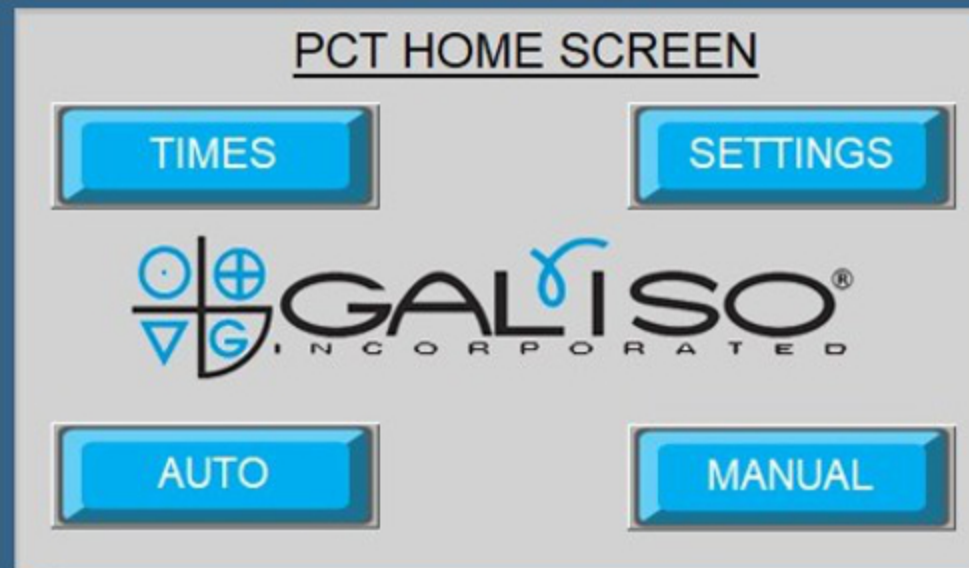 PCT HOME SCREEN
TIMES
SETTINGS
GALISO®
INCORPORATED
G
AUTO
MANUAL